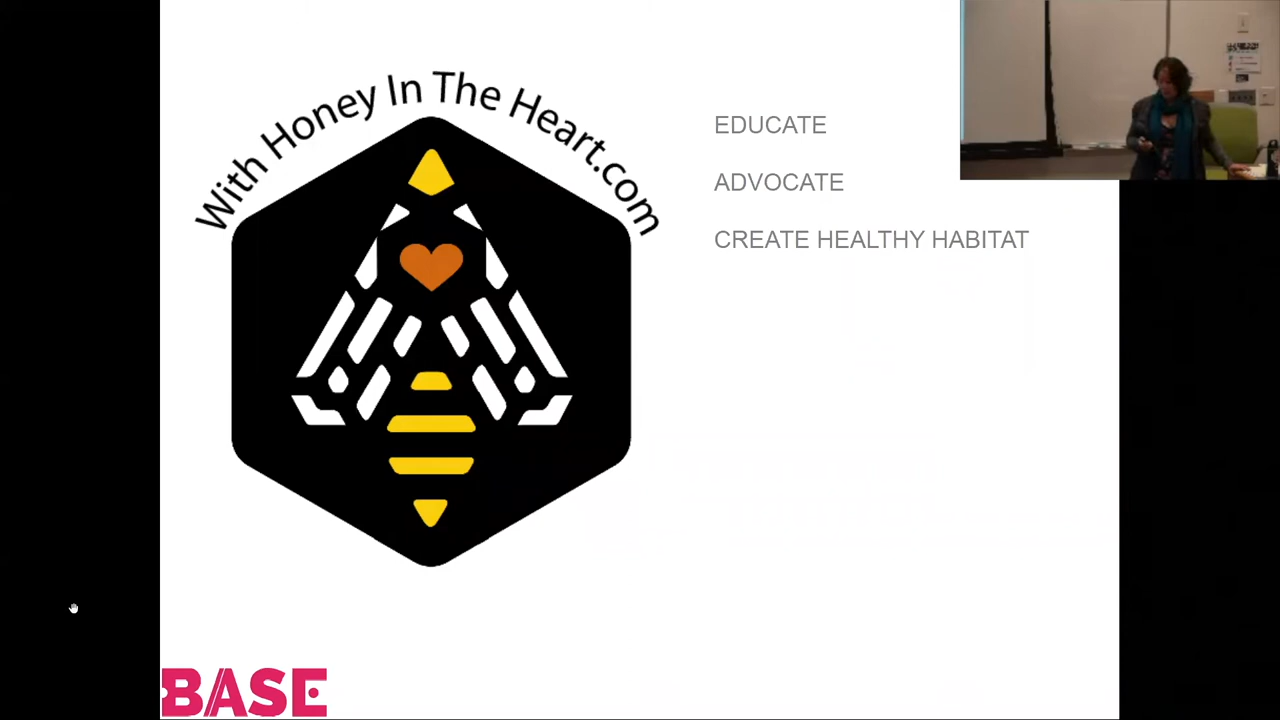 With Honey In The Heart.com
EDUCATE
ADVOCATE
CREATE HEALTHY HABITAT
BASE